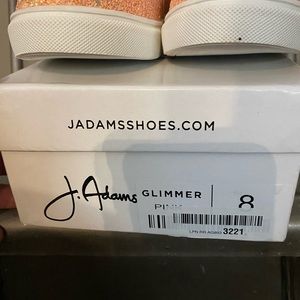 JADAMSSHOES.COM
J. Adams GLIMMER | 8
3221